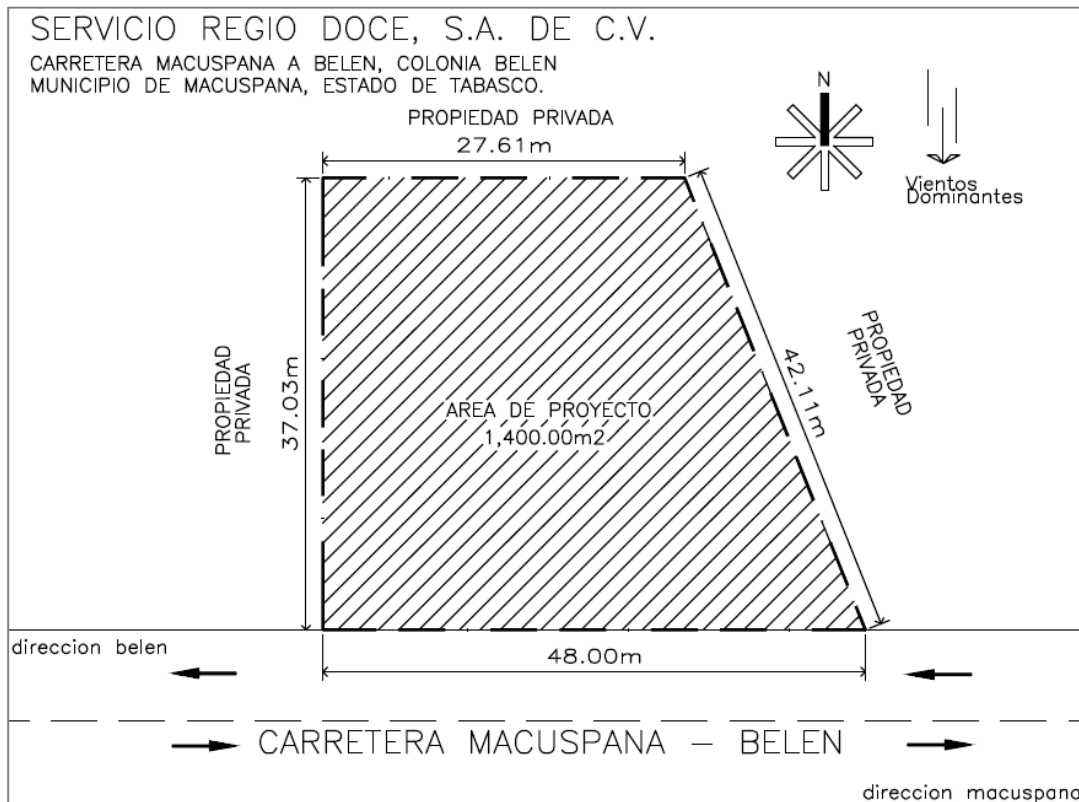 SERVICIO REGIO DOCE, S.A. DE C.V.
CARRETERA MACUSPANA A BELEN, COLONIA BELEN
MUNICIPIO DE MACUSPANA, ESTADO DE TABASCO.
PROPIEDAD PRIVADA
27.61m
N
Vientos
Dominantes
PROPIEDAD
PRIVADA
37.03m
AREA DE PROYECTO
1,400.00m2
42.11m
PROPIEDAD
PRIVADA
direccion belen
48.00m
CARRETERA MACUSPANA – BELEN
direccion macuspana